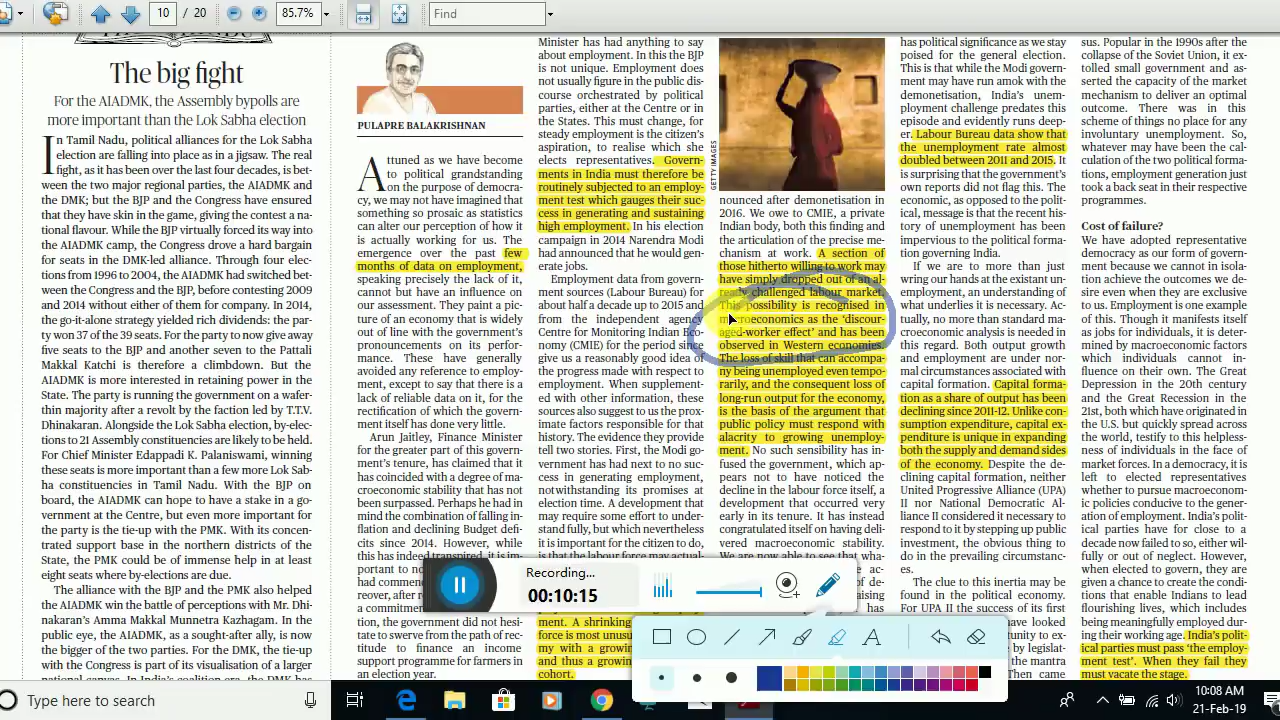 10 / 20
85.7%
Find
The big fight
For the AIADMK, the Assembly bypolls are
more important than the Lok Sabha election
In Tamil Nadu, political alliances for the Lok Sabha
election are falling into place as in a jigsaw. The real
fight, as it has been over the last four decades, is bet-
ween the two major regional parties, the AIADMK and
the DMK; but the BJP and the Congress have ensured
that they have skin in the game, giving the contest a na-
tional flavour. While the BJP virtually forced its way into
the AIADMK camp, the Congress drove a hard bargain
for seats in the DMK-led alliance. Through four elec-
tions from 1996 to 2004, the AIADMK had switched bet-
ween the Congress and the BJP, before contesting 2009
and 2014 without either of them for company. In 2014,
the go-it-alone strategy yielded rich dividends: the par-
ty won 37 of the 39 seats. For the party to now give away
five seats to the BJP and another seven to the Pattali
Makkal Katchi is therefore a climbdown. But the
AIADMK is more interested in retaining power in the
State. The party is running the government on a wafer-
thin majority after a revolt by the faction led by T.T.V.
Dhinakaran. Alongside the Lok Sabha election, by-elec-
tions to 21 Assembly constituencies are likely to be held.
For Chief Minister Edappadi K. Palaniswami, winning
these seats is more important than a few more Lok Sab-
ha constituencies in Tamil Nadu. With the BJP on
board, the AIADMK can hope to have a stake in a go-
vernment at the Centre, but even more important for
the party is the tie-up with the PMK. With its concen-
trated support base in the northern districts of the
State, the PMK could be of immense help in at least
eight seats where by-elections are due.
The alliance with the BJP and the PMK also helped
the AIADMK win the battle of perceptions with Mr. Dhi-
nakaran's Amma Makkal Munnetra Kazhagam. In the
public eye, the AIADMK, as a sought-after ally, is now
the bigger of the two parties. For the DMK, the tie-up
with the Congress is part of its visualisation of a larger
PULAPRE BALAKRISHNAN
Attuned as we have become
to political grandstanding
on the purpose of democra-
cy, we may not have imagined that
something so prosaic as statistics
can alter our perception of how it
is actually working for us. The
emergence over the past few
months of data on employment,
speaking precisely the lack of it,
cannot but have an influence on
our assessment. They paint a pic-
ture of an economy that is widely
out of line with the government's
pronouncements on its perfor-
mance. These have generally
avoided any reference to employ-
ment, except to say that there is a
lack of reliable data on it, for the
rectification of which the govern-
ment itself has done very little.
Arun Jaitley, Finance Minister
for the greater part of this govern-
ment's tenure, has claimed that it
has coincided with a degree of ma-
croeconomic stability that has not
been surpassed. Perhaps he had in
mind the combination of falling in-
flation and declining Budget defi-
cits since 2014. However, while
this has indeed transpired, it is im-
portant to no
had commen
reover, after r
a commitment
tion, the government did not hesi-
tate to swerve from the path of rec-
titude to finance an income
support programme for farmers in
an election year.
Minister has had anything to say
about employment. In this the BJP
is not unique. Employment does
not usually figure in the public dis-
course orchestrated by political
parties, either at the Centre or in
the States. This must change, for
steady employment is the citizen's
aspiration, to realise which she
elects representatives. Govern-
ments in India must therefore be
routinely subjected to an employ-
ment test which gauges their suc-
cess in generating and sustaining
high employment. In his election
campaign in 2014 Narendra Modi
had announced that he would gen-
erate jobs.
Employment data from govern-
ment sources (Labour Bureau) for
about half a decade up to 2015 and
from the independent agency
Centre for Monitoring Indian Eco-
nomy (CMIE) for the period since
give us a reasonably good idea of
the progress made with respect to
employment. When supplement-
ed with other information, these
sources also suggest to us the prox-
imate factors responsible for that
history. The evidence they provide
tell two stories. First, the Modi go-
vernment has had next to no suc-
cess in generating employment,
notwithstanding its promises at
election time. A development that
may require some effort to under-
stand fully, but which nevertheless
it is important for the citizen to do,
is that the labour force may actual-
ment. A shrinking
force is most unusu
my with a growin
and thus a growin
cohort.
GETTY IMAGES
nounced after demonetisation in
2016. We owe to CMIE, a private
Indian body, both this finding and
the articulation of the precise me-
chanism at work. A section of
those hitherto willing to work may
have simply dropped out of an al-
ready challenged labour market.
This possibility is recognised in
economics as the 'discour-
aged-worker effect' and has been
observed in Western economies.
The loss of skill that can accompa-
ny being unemployed even tempo-
rarily, and the consequent loss of
long-run output for the economy,
is the basis of the argument that
public policy must respond with
alacrity to growing unemploy-
ment. No such sensibility has in-
fused the government, which ap-
pears not to have noticed the
decline in the labour force itself, a
development that occurred very
early in its tenure. It has instead
congratulated itself on having deli-
vered macroeconomic stability.
We are now able to see that wha-
has political significance as we stay
poised for the general election.
This is that while the Modi govern-
ment may have run amok with the
demonetisation, India's unem-
ployment challenge predates this
episode and evidently runs deep-
er. Labour Bureau data show that
the unemployment rate almost
doubled between 2011 and 2015. It
is surprising that the government's
own reports did not flag this. The
economic, as opposed to the polit-
ical, message is that the recent his-
tory of unemployment has been
impervious to the political forma-
tion governing India.
If we are to more than just
wring our hands at the existant un-
employment, an understanding of
what underlies it is necessary. Ac-
tually, no more than standard ma-
croeconomic analysis is needed in
this regard. Both output growth
and employment are under nor-
mal circumstances associated with
capital formation. Capital forma-
tion as a share of output has been
declining since 2011-12. Unlike con-
sumption expenditure, capital ex-
penditure is unique in expanding
both the supply and demand sides
of the economy. Despite the de-
clining capital formation, neither
United Progressive Alliance (UPA)
II nor National Democratic Al-
liance II considered it necessary to
respond to it by stepping up public
investment, the obvious thing to
do in the prevailing circumstanc-
es.
The clue to this inertia may be
found in the political economy.
For UPA II the success of its first
sus. Popular in the 1990s after the
collapse of the Soviet Union, it ex-
tolled small government and as-
serted the capacity of the market
mechanism to deliver an optimal
outcome. There was in this
scheme of things no place for any
involuntary unemployment. So,
whatever may have been the cal-
culation of the two political forma-
tions, employment generation just
took a back seat in their respective
programmes.
Cost of failure?
We have adopted representative
democracy as our form of govern-
ment because we cannot in isola-
tion achieve the outcomes we de-
sire even when they are exclusive
to us. Employment is one example
of this. Though it manifests itself
as jobs for individuals, it is deter-
mined by macroeconomic factors
which individuals cannot in-
fluence on their own. The Great
Depression in the 20th century
and the Great Recession in the
21st, both which have originated in
the U.S. but quickly spread across
the world, testify to this helpless-
ness of individuals in the face of
market forces. In a democracy, it is
left to elected representatives
whether to pursue macroeconom-
ic policies conducive to the gener-
ation of employment. India's poli-
tical parties have for close to a
decade now failed to so, either wil-
fully or out of neglect. However,
when elected to govern, they are
given a chance to create the condi-
tions that enable Indians to lead
flourishing lives, which includes
being meaningfully employed dur-
ing their working age. India's polit-
ical parties must pass 'the employ-
ment test'. When they fail they
must vacate the stage.
Recording...
00:10:15
A
Type here to search
10:08 AM
21-Feb-19